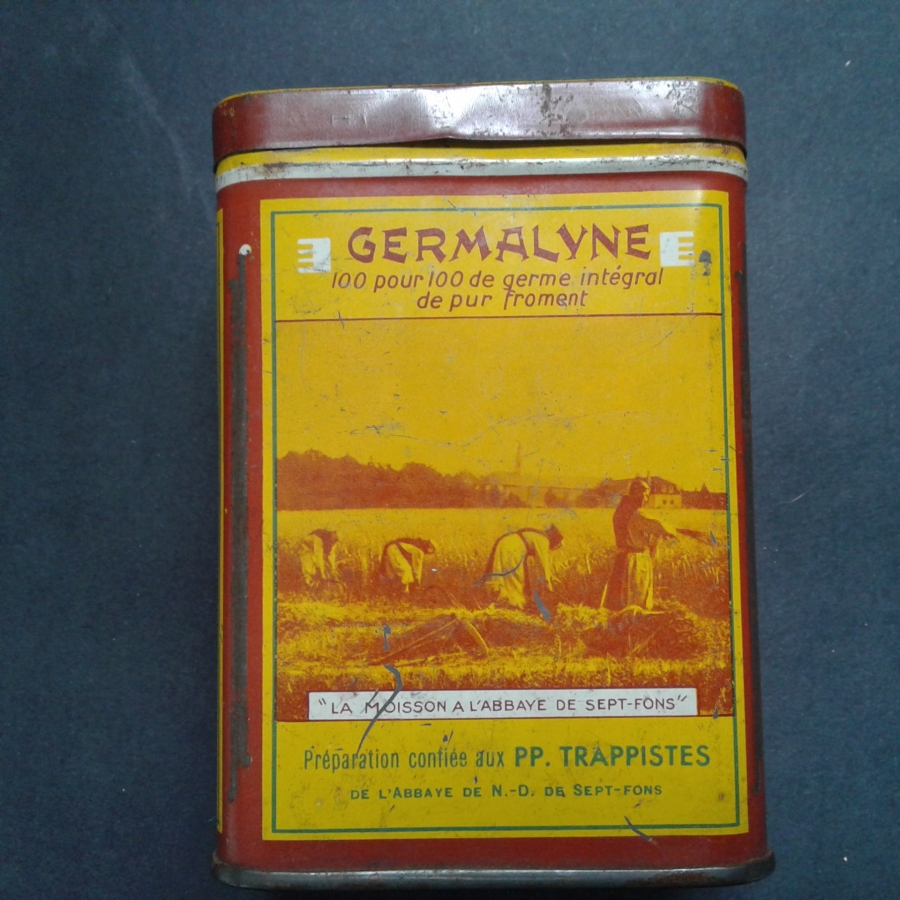 GERMALYNE
100 pour 100 de germe intégral
de pur froment
"LA MOISSON A L'ABBAYE DE SEPT-FONS"
Préparation confiée aux PP. TRAPPISTES
DE L'ABBAYE DE N.-D. DE SEPT-FONS